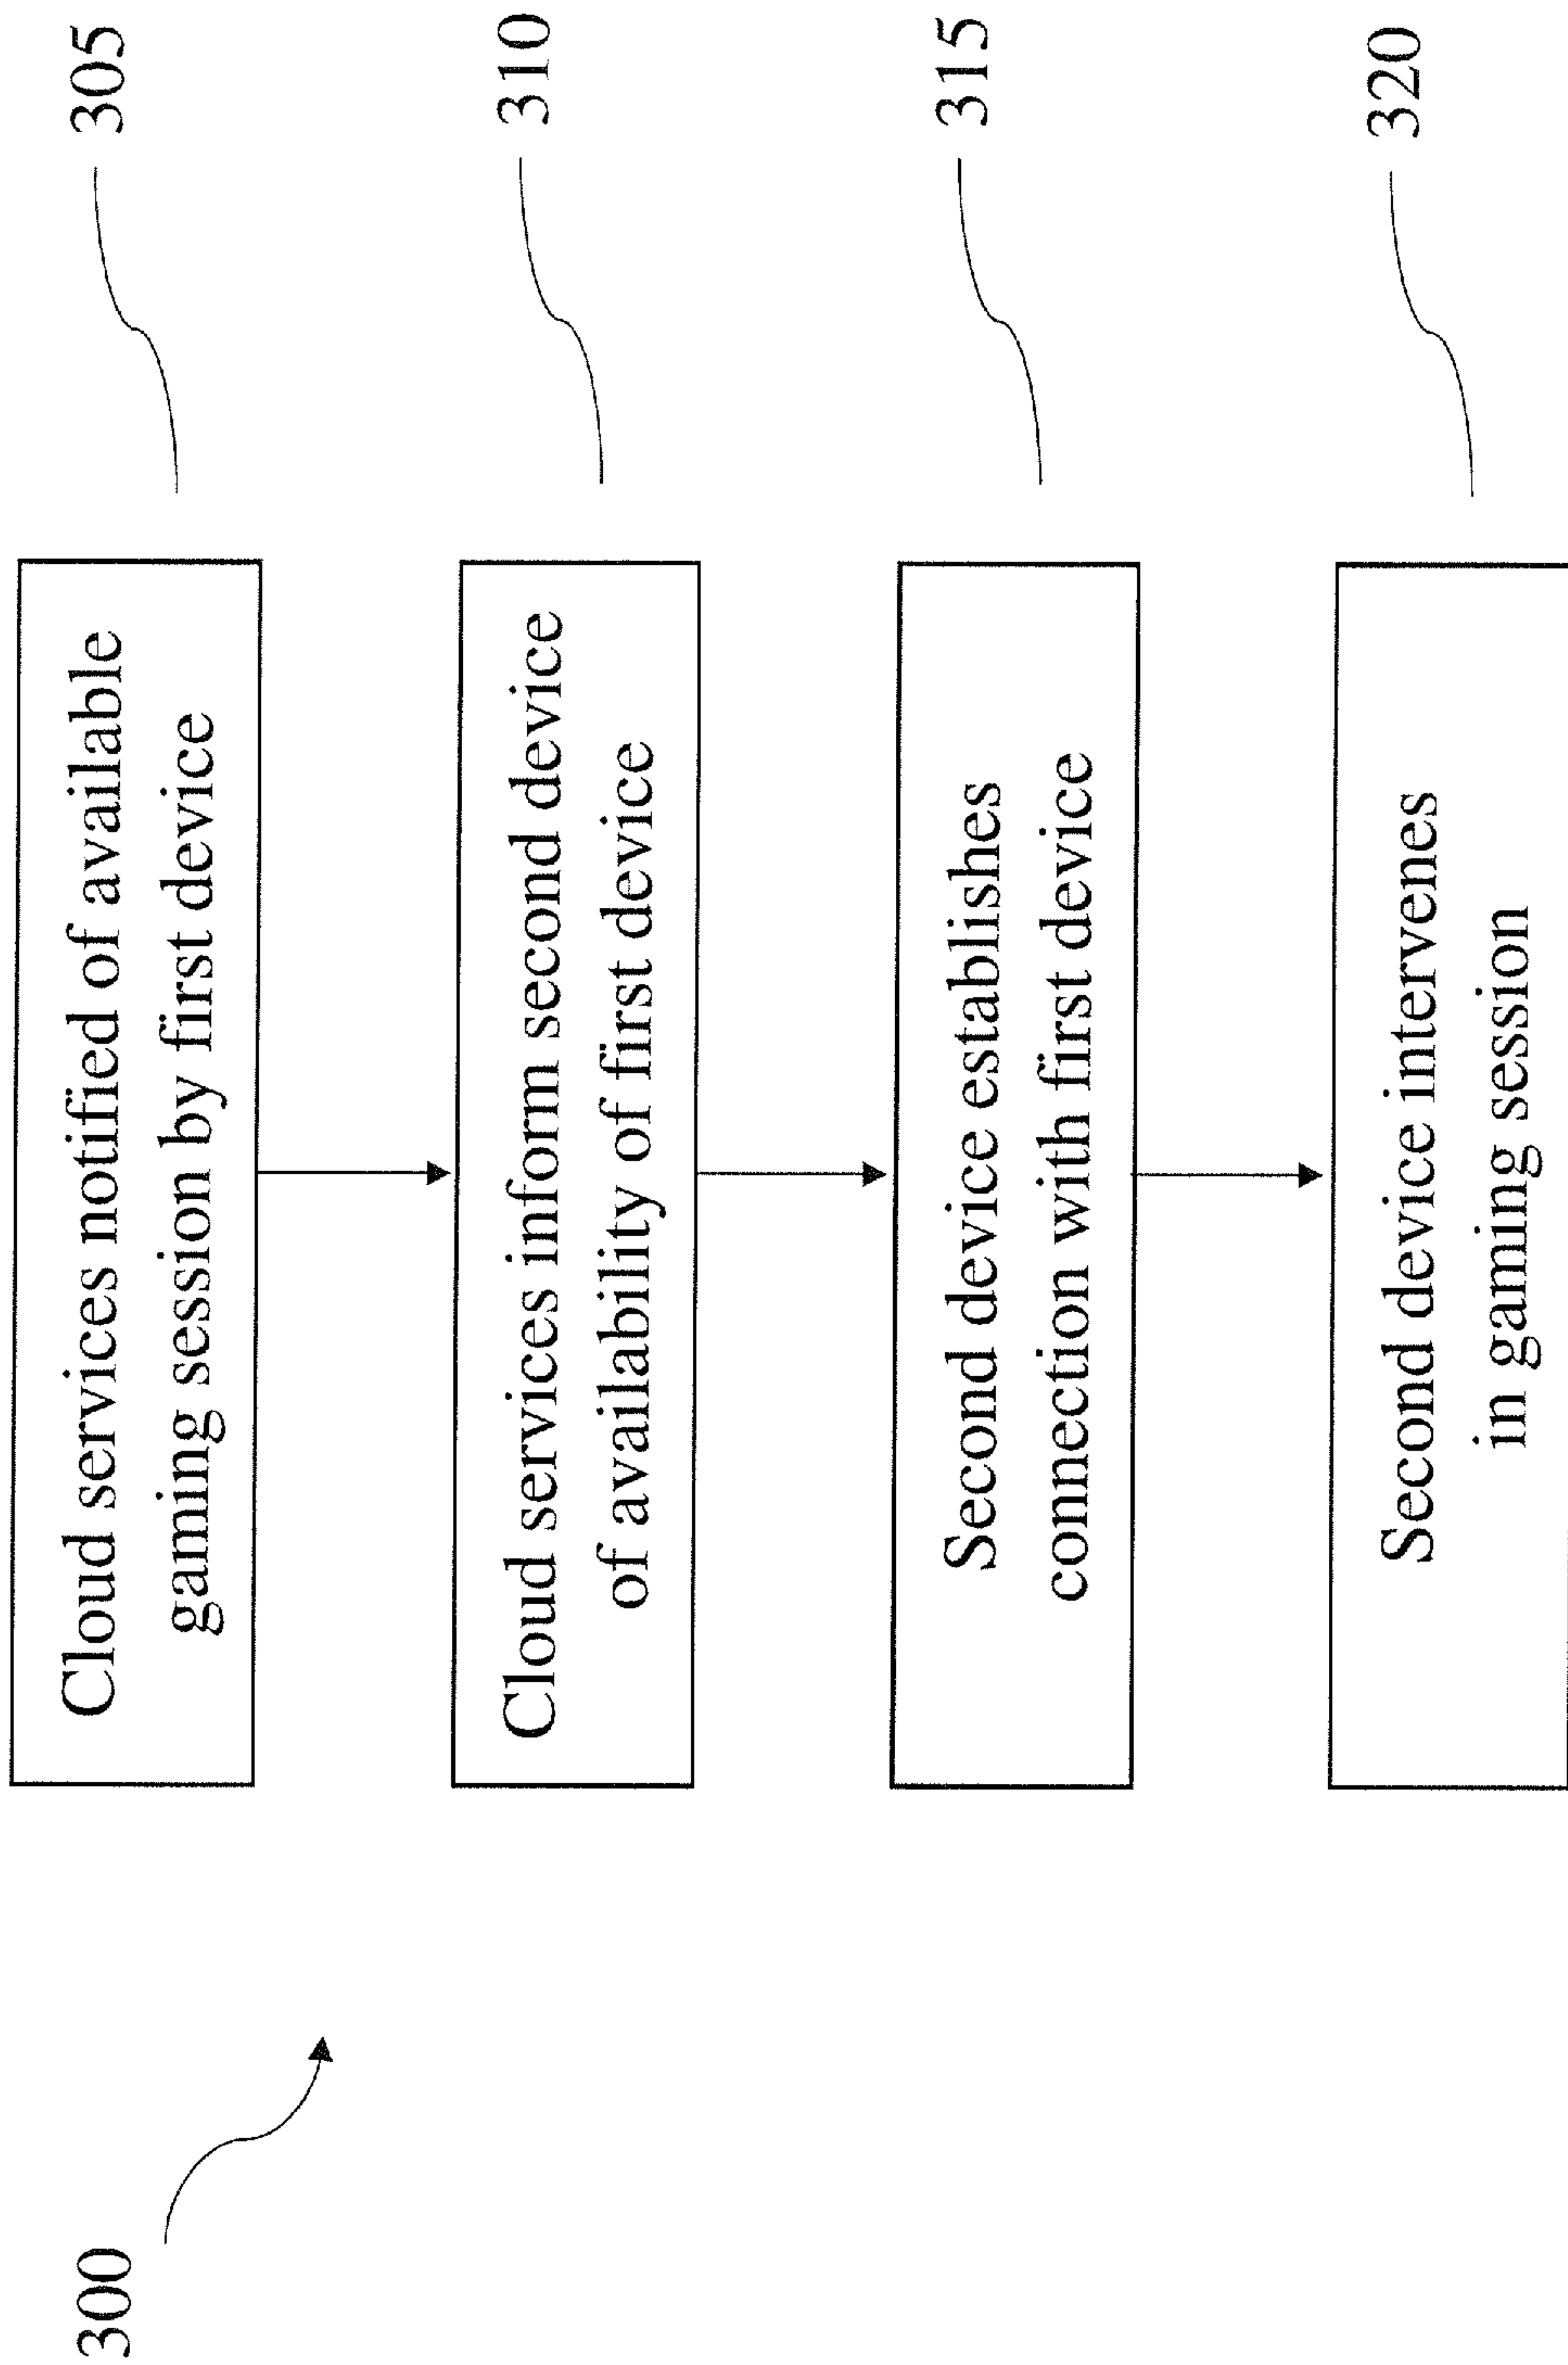 300
Cloud services notified of available
gaming session by first device
305
Cloud services inform second device
of availability of first device
310
Second device establishes
connection with first device
315
Second device intervenes
in gaming session
320